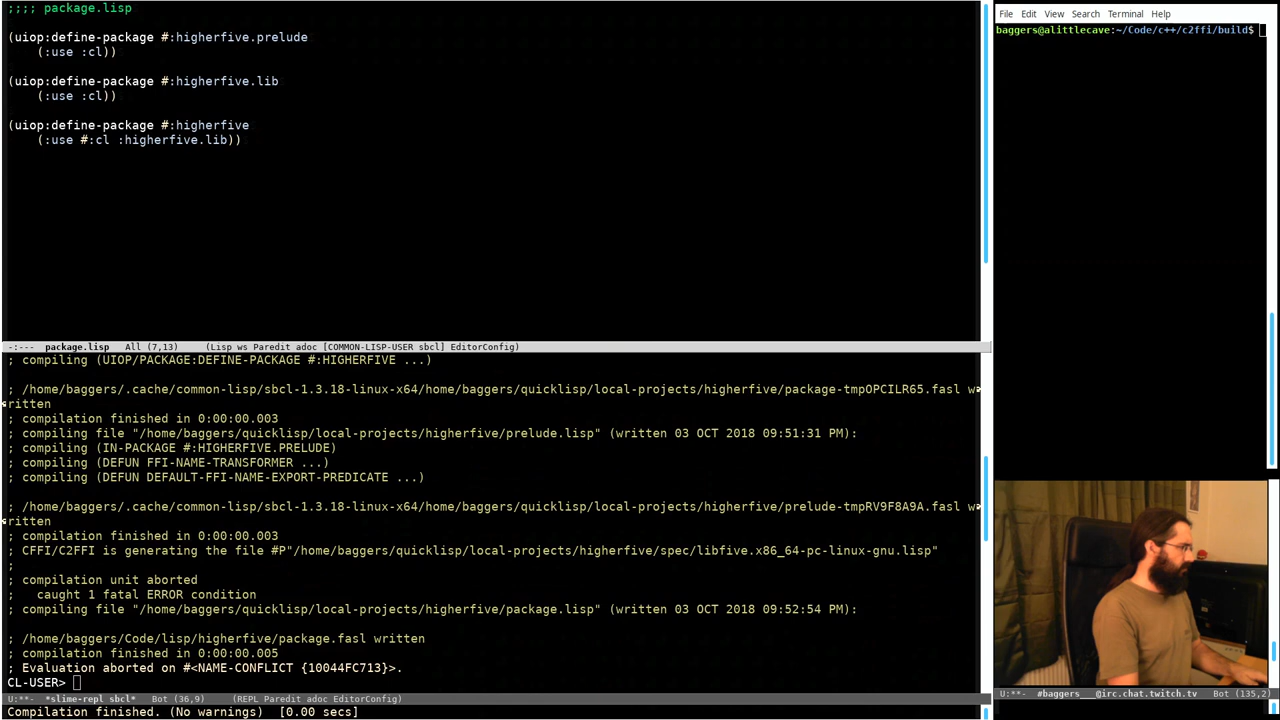 ;;;; package.lisp
(uiop:define-package #:higherfive.prelude
(:use :cl))
(uiop:define-package #:higherfive.lib
(:use :cl))
(uiop:define-package #:higherfive
(:use #:cl :higherfive.lib))
-:--- package.lisp All (7,13) (Lisp ws Paredit adoc [COMMON-LISP-USER sbcl] EditorConfig)
; compiling (UIOP/PACKAGE:DEFINE-PACKAGE #:HIGHERFIVE ...)
; /home/baggers/.cache/common-lisp/sbcl-1.3.18-linux-x64/home/baggers/quicklisp/local-projects/higherfive/package-tmpOPCILR65.fasl w
ritten
; compilation finished in 0:00:00.003
; compiling file "/home/baggers/quicklisp/local-projects/higherfive/prelude.lisp" (written 03 OCT 2018 09:51:31 PM):
; compiling (IN-PACKAGE #:HIGHERFIVE.PRELUDE)
; compiling (DEFUN FFI-NAME-TRANSFORMER ...)
; compiling (DEFUN DEFAULT-FFI-NAME-EXPORT-PREDICATE ...)
; /home/baggers/.cache/common-lisp/sbcl-1.3.18-linux-x64/home/baggers/quicklisp/local-projects/higherfive/prelude-tmpRV9F8A9A.fasl w
ritten
; compilation finished in 0:00:00.003
; CFFI/C2FFI is generating the file #P"/home/baggers/quicklisp/local-projects/higherfive/spec/libfive.x86_64-pc-linux-gnu.lisp"
;
; compilation unit aborted
;   caught 1 fatal ERROR condition
; compiling file "/home/baggers/quicklisp/local-projects/higherfive/package.lisp" (written 03 OCT 2018 09:52:54 PM):
; /home/baggers/Code/lisp/higherfive/package.fasl written
; compilation finished in 0:00:00.005
; Evaluation aborted on #<NAME-CONFLICT {10044FC713}>.
CL-USER>
U:**- *slime-repl sbcl* Bot (36,9) (REPL Paredit adoc EditorConfig)
Compilation finished. (No warnings) [0.00 secs]
File Edit View Search Terminal Help
baggers@alittlecave:~/Code/c++/c2ffi/build$
U:**- #baggers___@irc.chat.twitch.tv Bot (135,2)